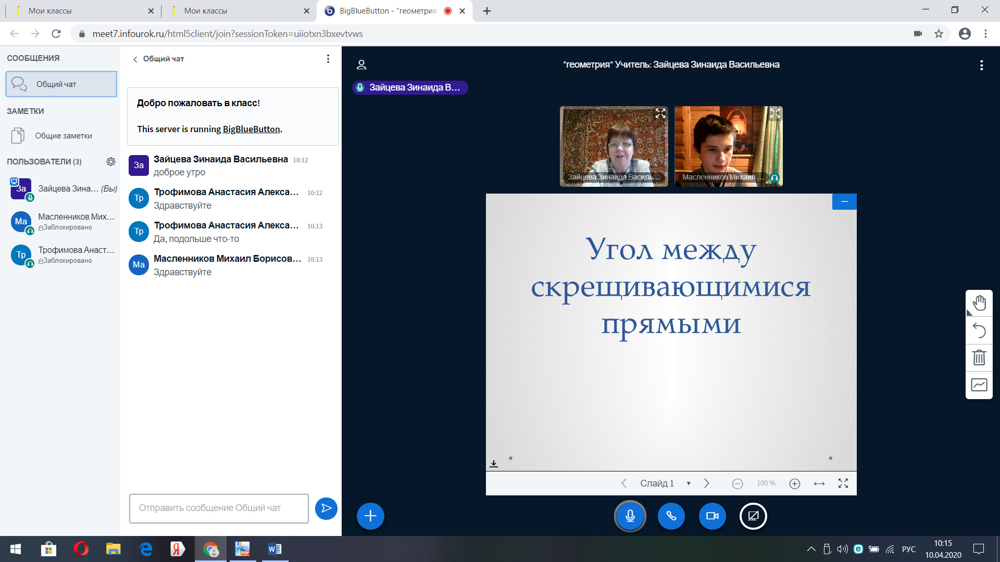 Мои классы
Мои классы
BigBlueButton - "геометрия"
meet7.infourok.ru/html5client/join?sessionToken=uiiotxn3bxevtvws
СООБЩЕНИЯ
Общий чат
ЗАМЕТКИ
Общие заметки
ПОЛЬЗОВАТЕЛИ (3)
За
Зайцева Зина... (Вы)
Ма
Масленников Мих...
Заблокировано
Тр
Трофимова Анаст...
Заблокировано
Общий чат
Добро пожаловать в класс!
This server is running BigBlueButton.
За
Зайцева Зинаида Васильевна 10:12
доброе утро
Тр
Трофимова Анастасия Алекса... 10:12
Здравствуйте
Тр
Трофимова Анастасия Алекса... 10:13
Да, подольше что-то
Ма
Масленников Михаил Борисов... 10:13
Здравствуйте
Отправить сообщение Общий чат
"геометрия" Учитель: Зайцева Зинаида Васильевна
Зайцева Зинаида В...
Зайцева Зинаида Василь...
Масленников Михаил ...
Угол между
скрещивающимися
прямыми
Слайд 1
100 %
PDF
РУС
10:15
10.04.2020